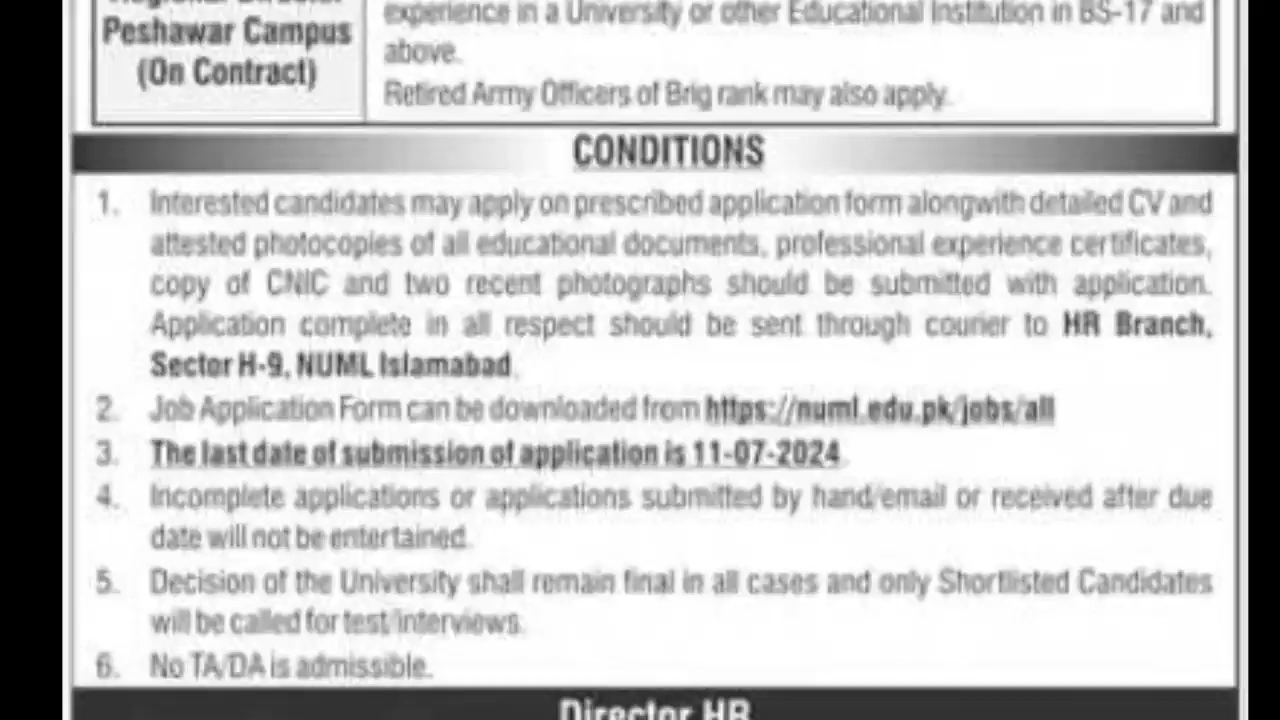 Regional Director
Peshawar Campus
(On Contract)
experience in a University or other Educational Institution in BS-17 and
above.
Retired Army Officers of Brig rank may also apply.
CONDITIONS
1. Interested candidates may apply on prescribed application form alongwith detailed CV and
attested photocopies of all educational documents, professional experience certificates,
copy of CNIC and two recent photographs should be submitted with application.
Application complete in all respect should be sent through courier to HR Branch,
Sector H-9, NUML Islamabad.
2. Job Application Form can be downloaded from https://numl.edu.pk/jobs/all
3. The last date of submission of application is 11-07-2024.
4. Incomplete applications or applications submitted by hand/email or received after due
date will not be entertained.
5. Decision of the University shall remain final in all cases and only Shortlisted Candidates
will be called for test/interviews.
6. No TA/DA is admissible.
Director HR